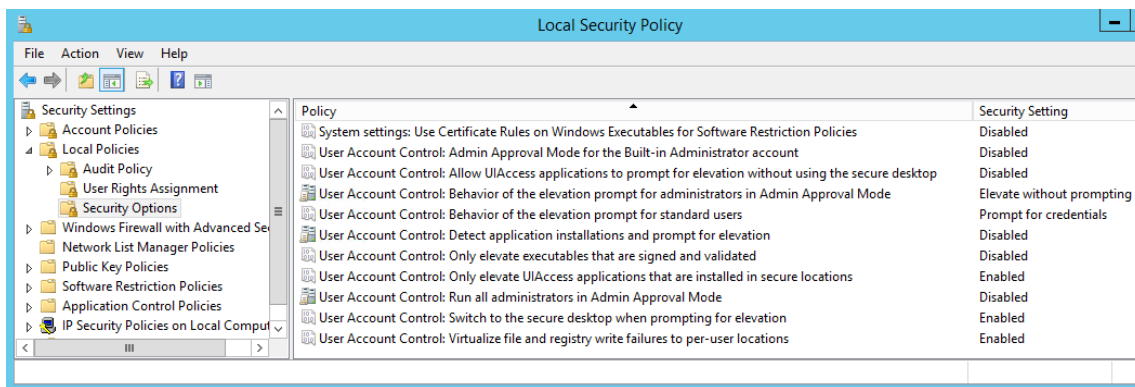 Local Security Policy
File Action View Help
Security Settings
Account Policies
Local Policies
Audit Policy
User Rights Assignment
Security Options
Windows Firewall with Advanced Se
Network List Manager Policies
Public Key Policies
Software Restriction Policies
Application Control Policies
IP Security Policies on Local Comput
Policy Security Setting
System settings: Use Certificate Rules on Windows Executables for Software Restriction Policies Disabled
User Account Control: Admin Approval Mode for the Built-in Administrator account Disabled
User Account Control: Allow UIAccess applications to prompt for elevation without using the secure desktop Disabled
User Account Control: Behavior of the elevation prompt for administrators in Admin Approval Mode Elevate without prompting
User Account Control: Behavior of the elevation prompt for standard users Prompt for credentials
User Account Control: Detect application installations and prompt for elevation Disabled
User Account Control: Only elevate executables that are signed and validated Disabled
User Account Control: Only elevate UIAccess applications that are installed in secure locations Enabled
User Account Control: Run all administrators in Admin Approval Mode Disabled
User Account Control: Switch to the secure desktop when prompting for elevation Enabled
User Account Control: Virtualize file and registry write failures to per-user locations Enabled